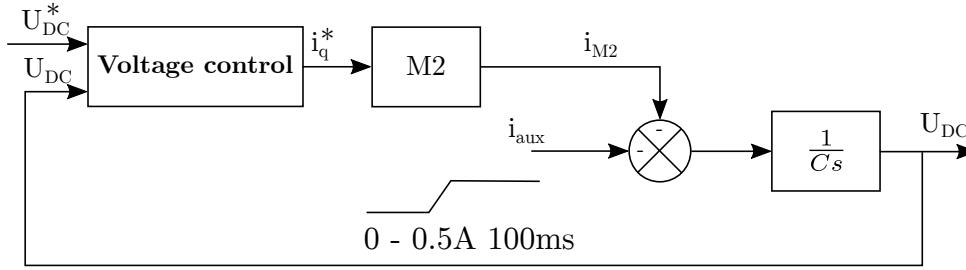 U*DC
UDC
Voltage control
i*q
M2
iM2
iaux
-
-
1
Cs
UDC
0 - 0.5A 100ms